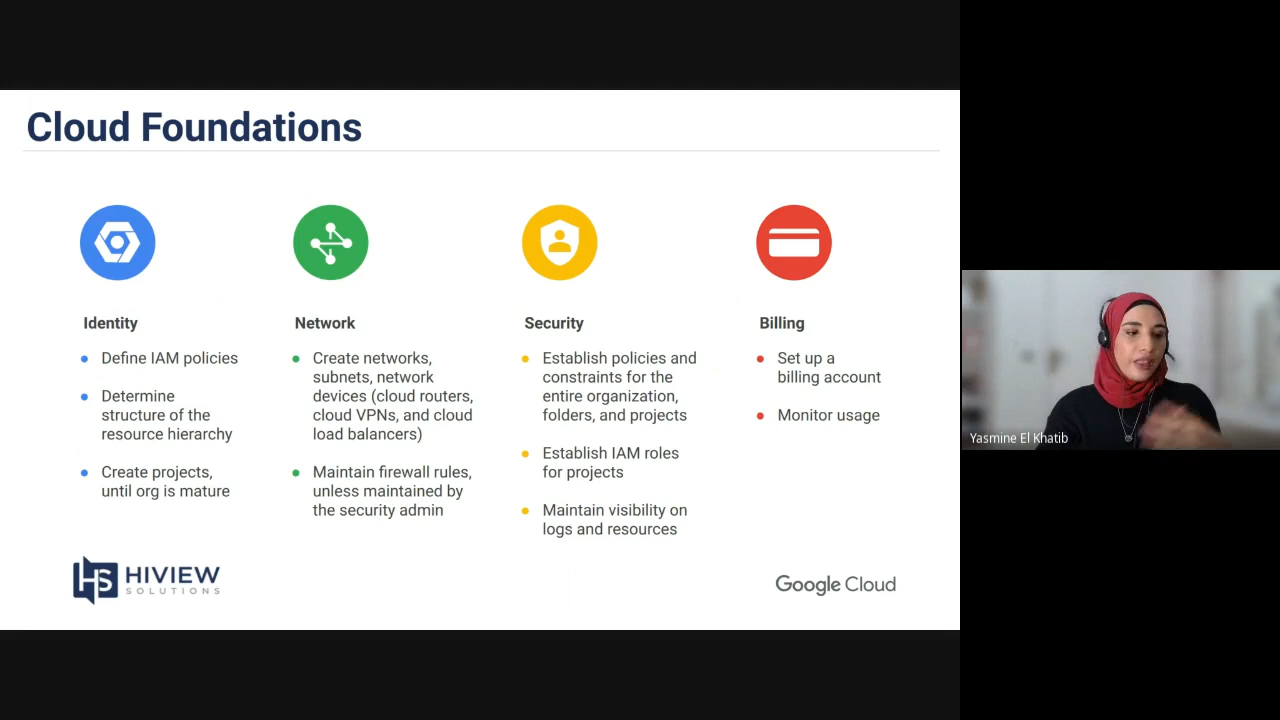 Cloud Foundations
Identity
Define IAM policies
Determine
structure of the
resource hierarchy
Create projects,
until org is mature
Network
Create networks,
subnets, network
devices (cloud routers,
cloud VPNs, and cloud
load balancers)
Maintain firewall rules,
unless maintained by
the security admin
Security
Establish policies and
constraints for the
entire organization,
folders, and projects
Establish IAM roles
for projects
Maintain visibility on
logs and resources
Billing
Set up a
billing account
Monitor usage
HS HIVIEW
SOLUTIONS
Google Cloud
Yasmine El Khatib